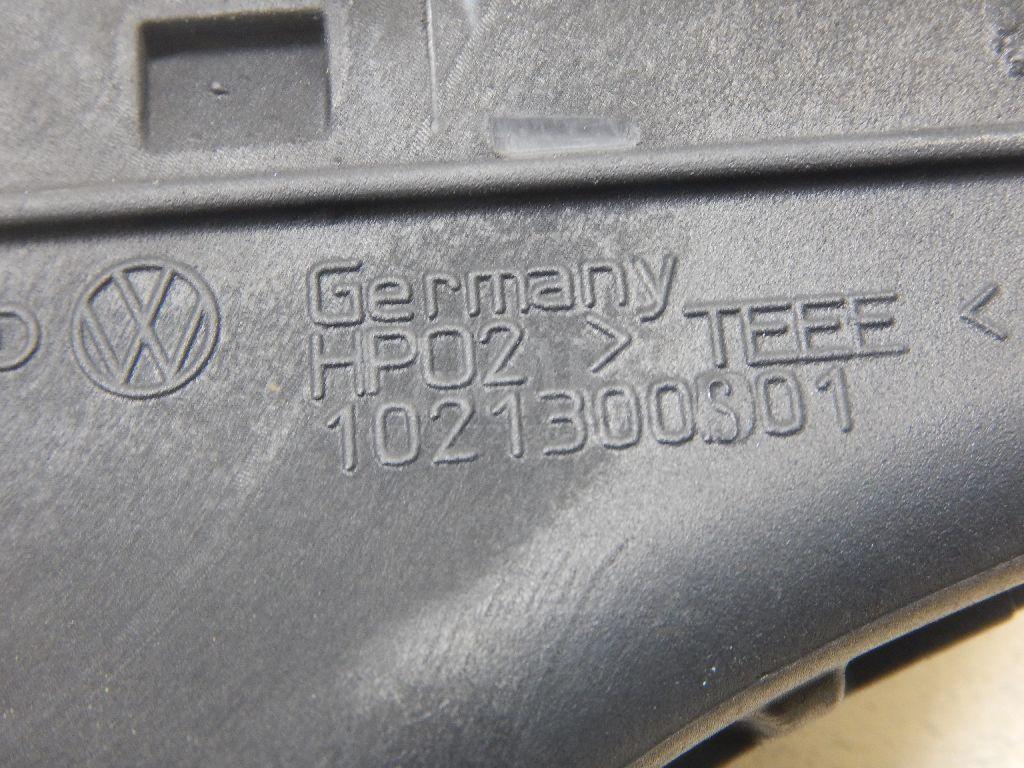 Germany
HP02 > TEEE <
1021300S01